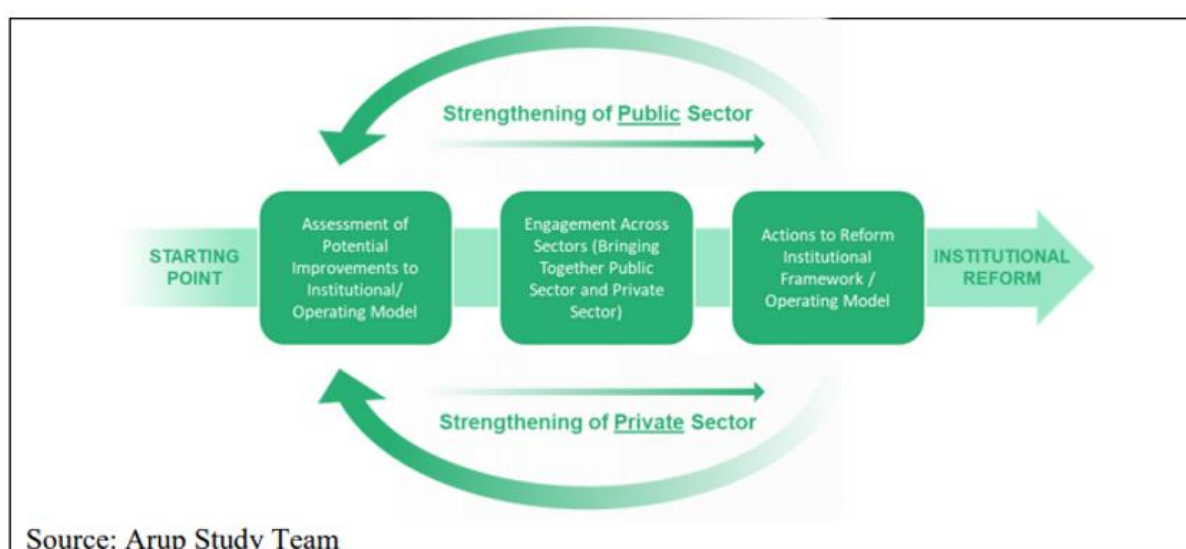 Strengthening of Public Sector
STARTING
POINT
Assessment of
Potential
Improvements to
Institutional/
Operating Model
Engagement Across
Sectors (Bringing
Together Public
Sector and Private
Sector)
Actions to Reform
Institutional
Framework /
Operating Model
INSTITUTIONAL
REFORM
Strengthening of Private Sector
Source: Arup Study Team